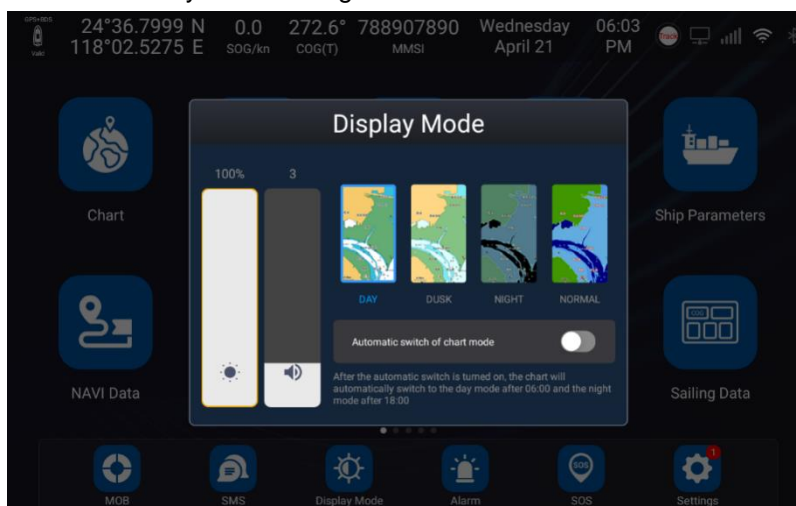 GPS+BDS
Valid
24°36.7999 N
118°02.5275 E
0.0
SOG/kn
272.6°
COG(T)
788907890
MMSI
Wednesday
April 21
06:03
PM
Track
Display Mode
100%
3
DAY
DUSK
NIGHT
NORMAL
Automatic switch of chart mode
After the automatic switch is turned on, the chart will
automatically switch to the day mode after 06:00 and the night
mode after 18:00
Chart
Ship Parameters
NAVI Data
COG
Sailing Data
MOB
SMS
Display Mode
Alarm
SOS
SOS
1
Settings